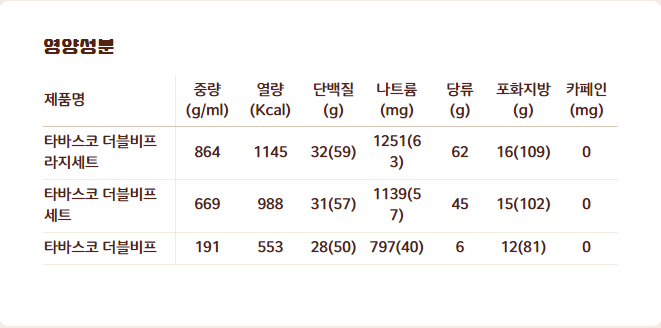 영양성분
제품명 중량 (g/ml) 열량 (Kcal) 단백질 (g) 나트륨 (mg) 당류 (g) 포화지방 (g) 카페인 (mg)
타바스코 더블비프 라지세트 864 1145 32(59) 1251(63) 62 16(109) 0
타바스코 더블비프 세트 669 988 31(57) 1139(57) 45 15(102) 0
타바스코 더블비프 191 553 28(50) 797(40) 6 12(81) 0